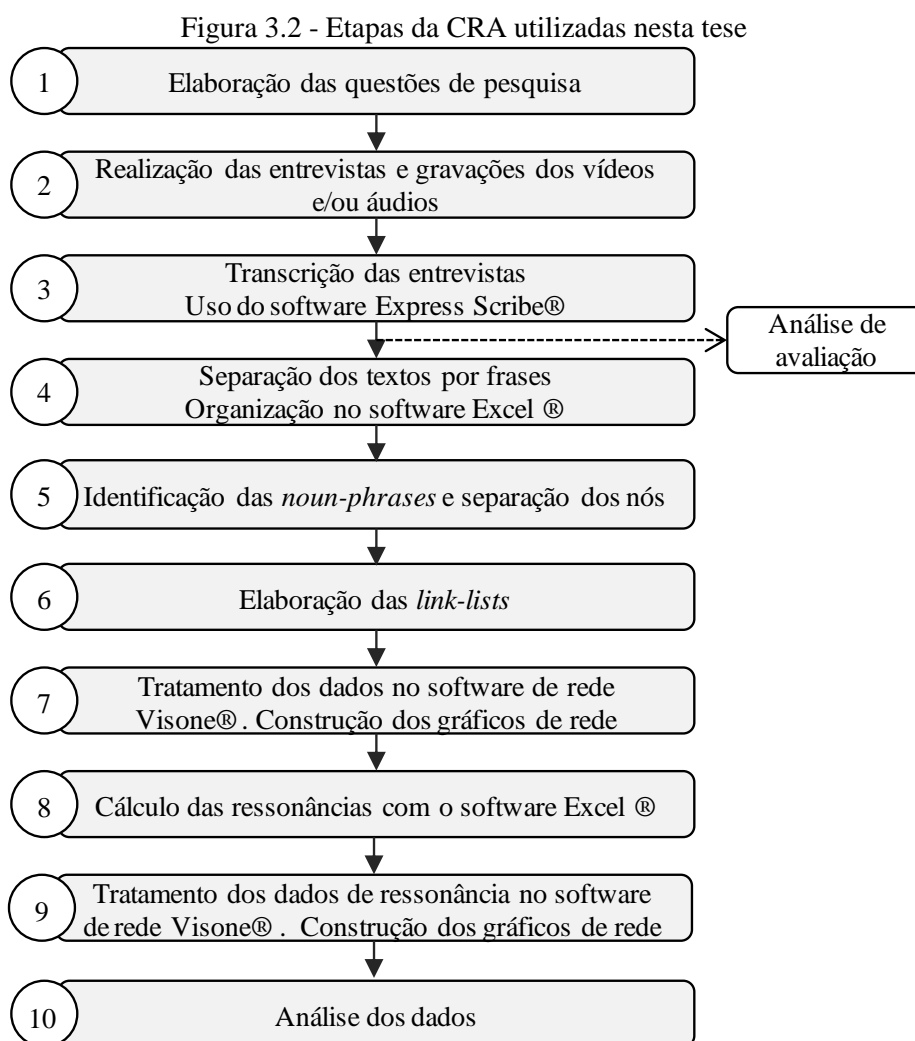 Figura 3.2 - Etapas da CRA utilizadas nesta tese
1
Elaboração das questões de pesquisa
2
Realização das entrevistas e gravações dos vídeos
e/ou áudios
3
Transcrição das entrevistas
Uso do software Express Scribe®
Análise de
avaliação
4
Separação dos textos por frases
Organização no software Excel ®
5
Identificação das noun-phrases e separação dos nós
6
Elaboração das link-lists
7
Tratamento dos dados no software de rede
Visone® . Construção dos gráficos de rede
8
Cálculo das ressonâncias com o software Excel ®
9
Tratamento dos dados de ressonância no software
de rede Visone® . Construção dos gráficos de rede
10
Análise dos dados